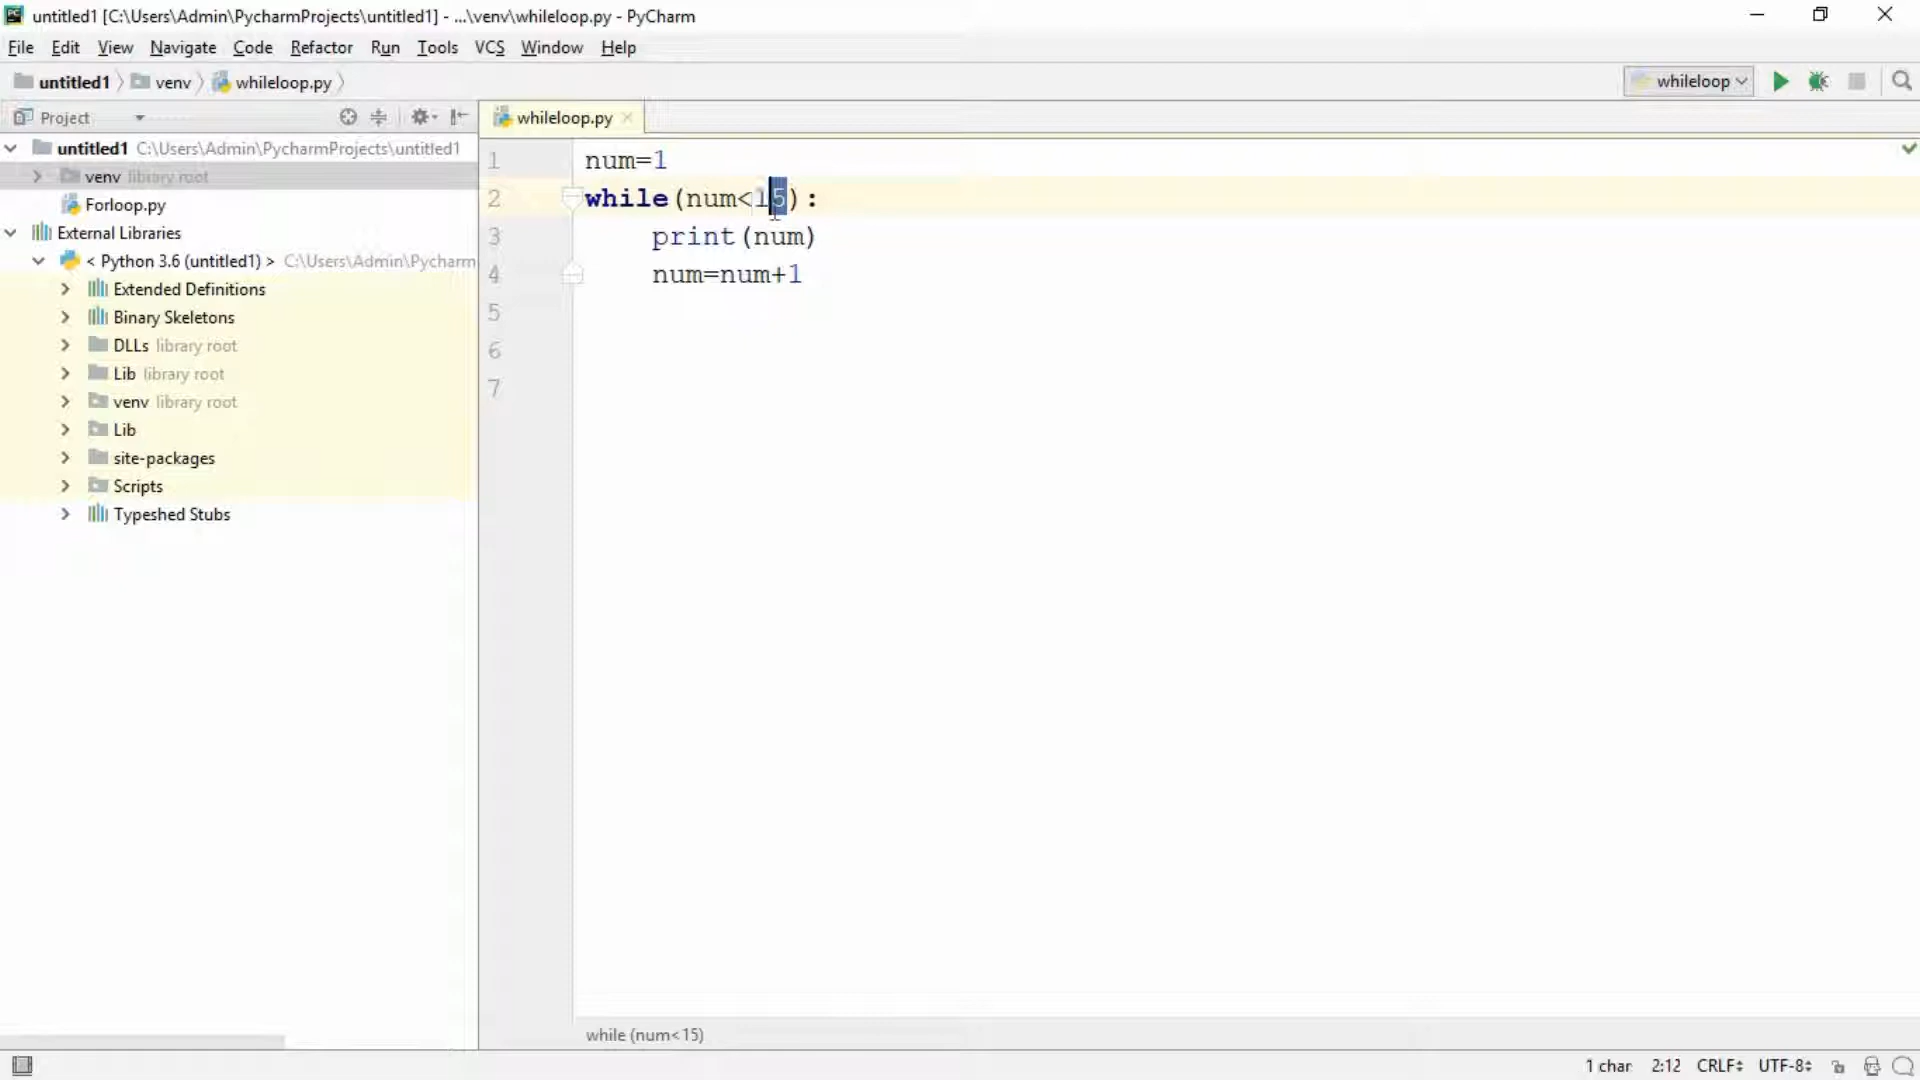 untitled1 [C:\Users\Admin\PycharmProjects\untitled1] - ...\venv\whileloop.py - PyCharm
File Edit View Navigate Code Refactor Run Tools VCS Window Help
untitled1 venv whileloop.py
whileloop
Project
whileloop.py
untitled1 C:\Users\Admin\PycharmProjects\untitled1
venv library root
Forloop.py
External Libraries
< Python 3.6 (untitled1) > C:\Users\Admin\Pycharm
Extended Definitions
Binary Skeletons
DLLs library root
Lib library root
venv library root
Lib
site-packages
Scripts
Typeshed Stubs
1 num=1
2 while(num<15):
3 print(num)
4 num=num+1
5
6
7
while (num<15)
1 char 2:12 CRLF UTF-8